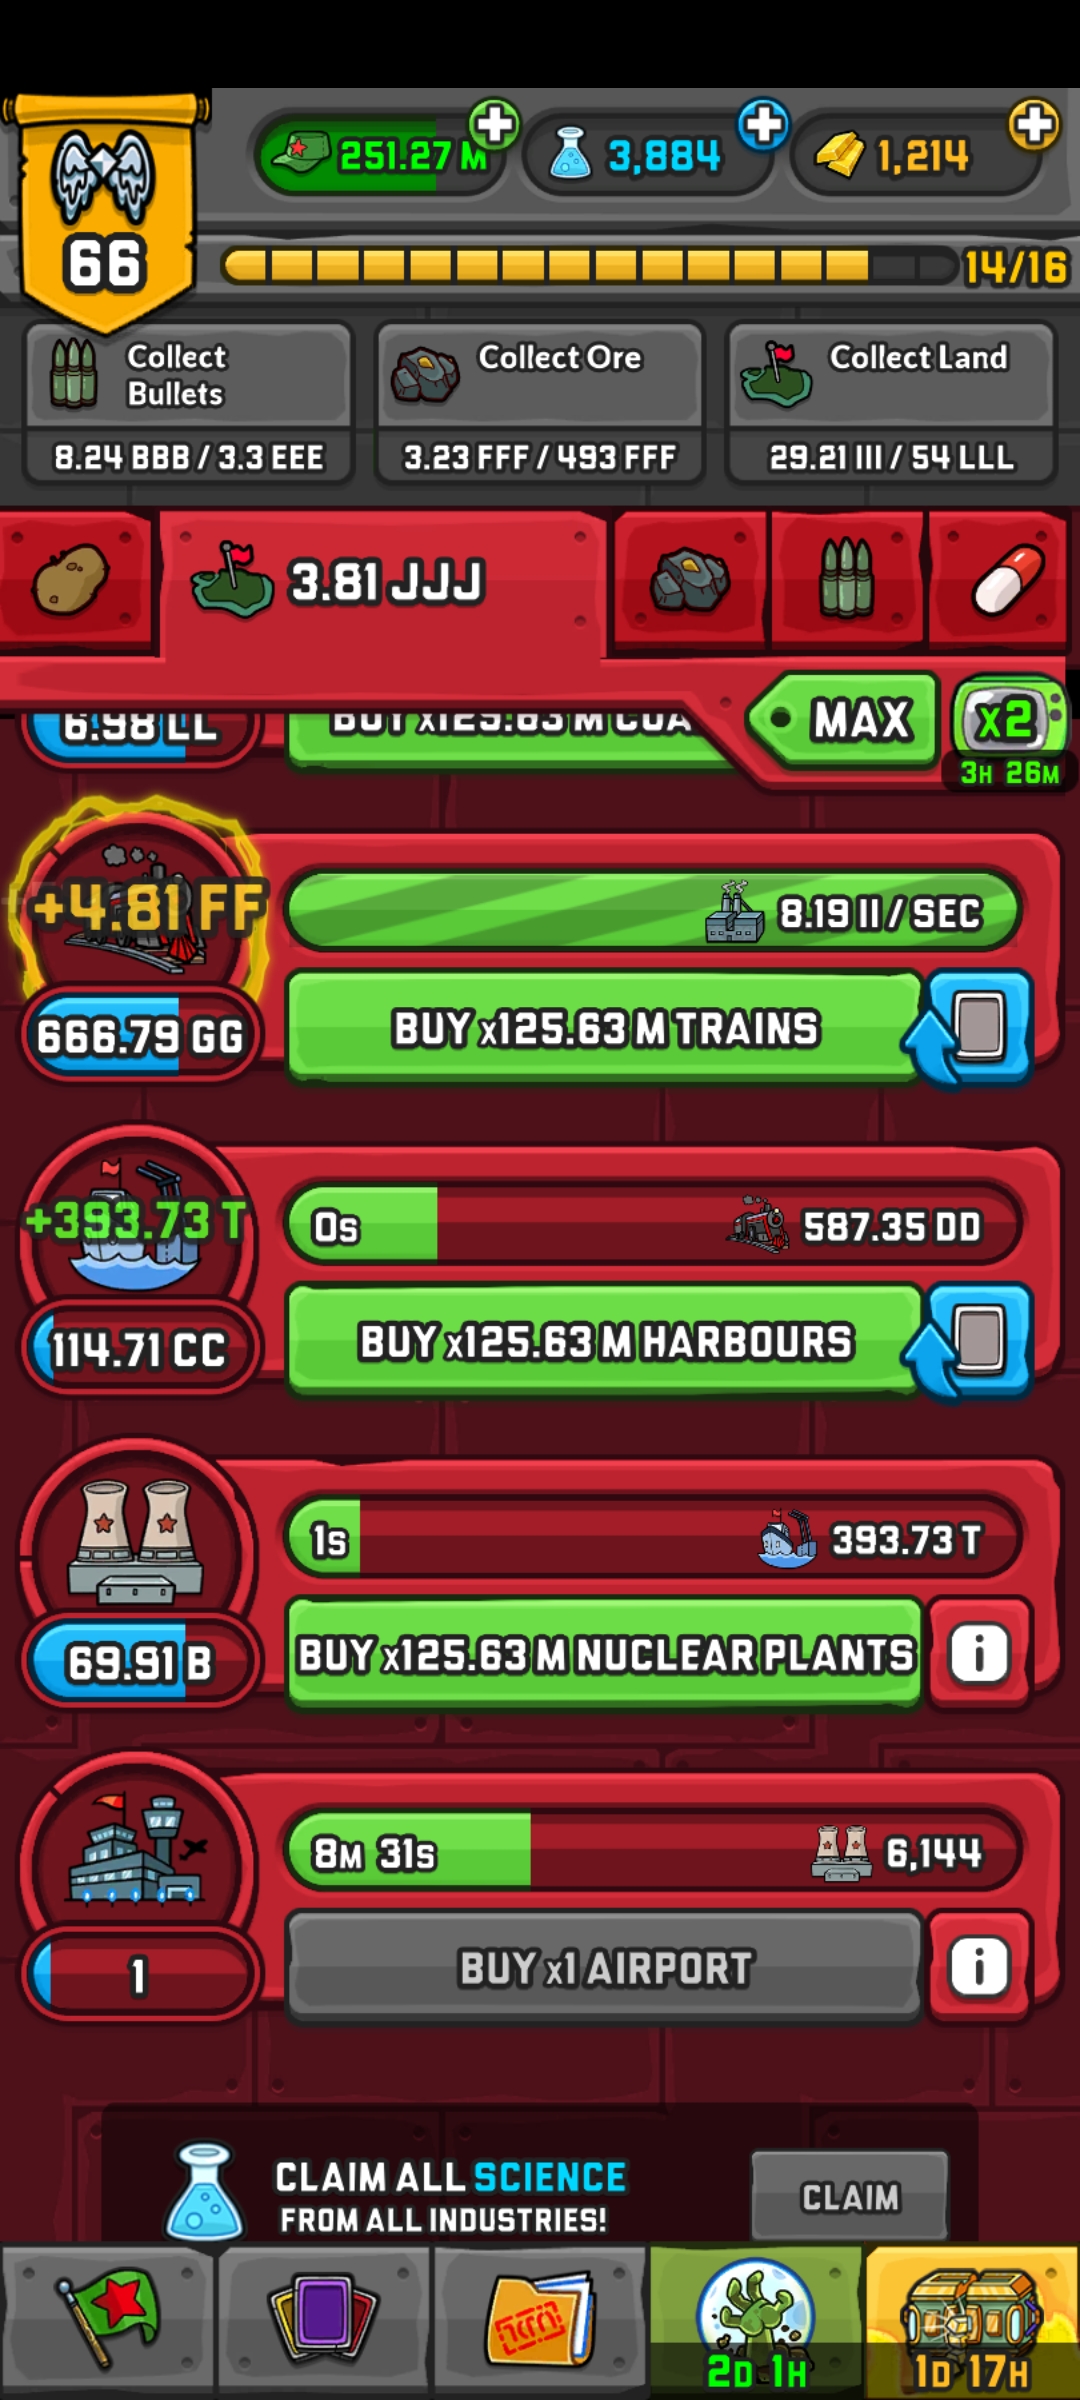 251.27 M
3,884
1,214
66
14/16
Collect
Bullets
Collect Ore
Collect Land
8.24 BBB / 3.3 EEE
3.23 FFF / 493 FFF
29.21 III / 54 LLL
3.81 JJJ
MAX
x2
3H 26M
6.98 LL
BUY x125.63 M COA
+4.81 FF
8.19 II / SEC
666.79 GG
BUY x125.63 M TRAINS
+393.73 T
0s
587.35 DD
114.71 CC
BUY x125.63 M HARBOURS
1s
393.73 T
69.91 B
BUY x125.63 M NUCLEAR PLANTS
i
8M 31s
6,144
1
BUY x1 AIRPORT
i
CLAIM ALL SCIENCE
FROM ALL INDUSTRIES!
CLAIM
2D 1H
1D 17H